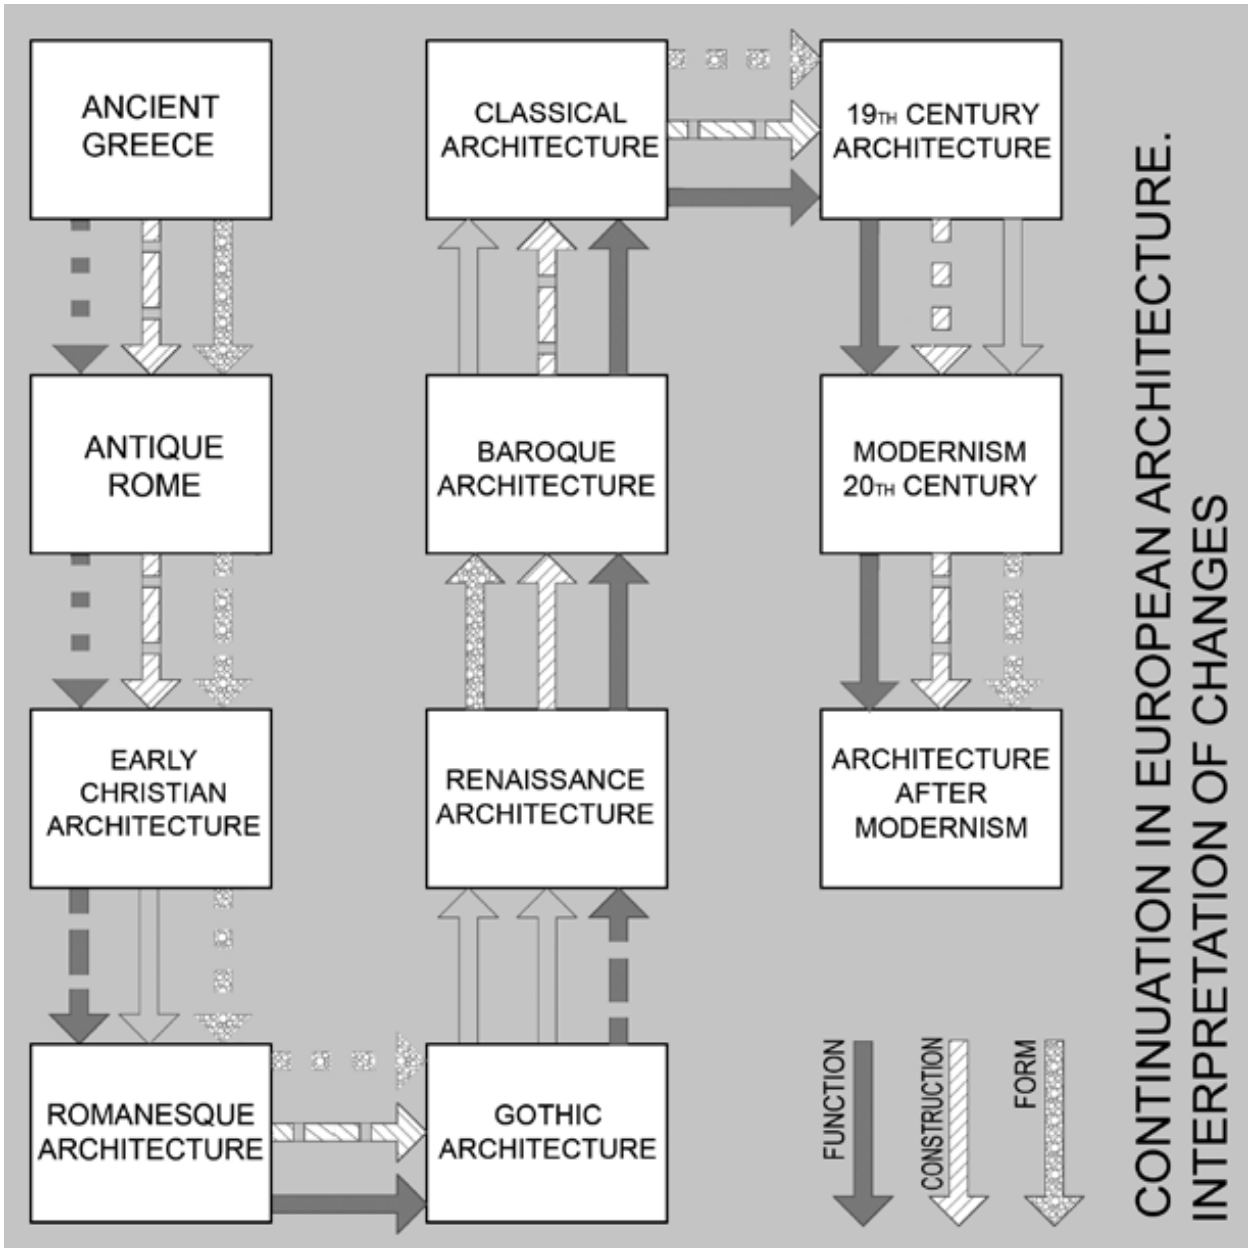 ANCIENT
GREECE
ANTIQUE
ROME
EARLY
CHRISTIAN
ARCHITECTURE
ROMANESQUE
ARCHITECTURE
GOTHIC
ARCHITECTURE
RENAISSANCE
ARCHITECTURE
BAROQUE
ARCHITECTURE
CLASSICAL
ARCHITECTURE
19TH CENTURY
ARCHITECTURE
MODERNISM
20TH CENTURY
ARCHITECTURE
AFTER
MODERNISM
FUNCTION
CONSTRUCTION
FORM
CONTINUATION IN EUROPEAN ARCHITECTURE.
INTERPRETATION OF CHANGES